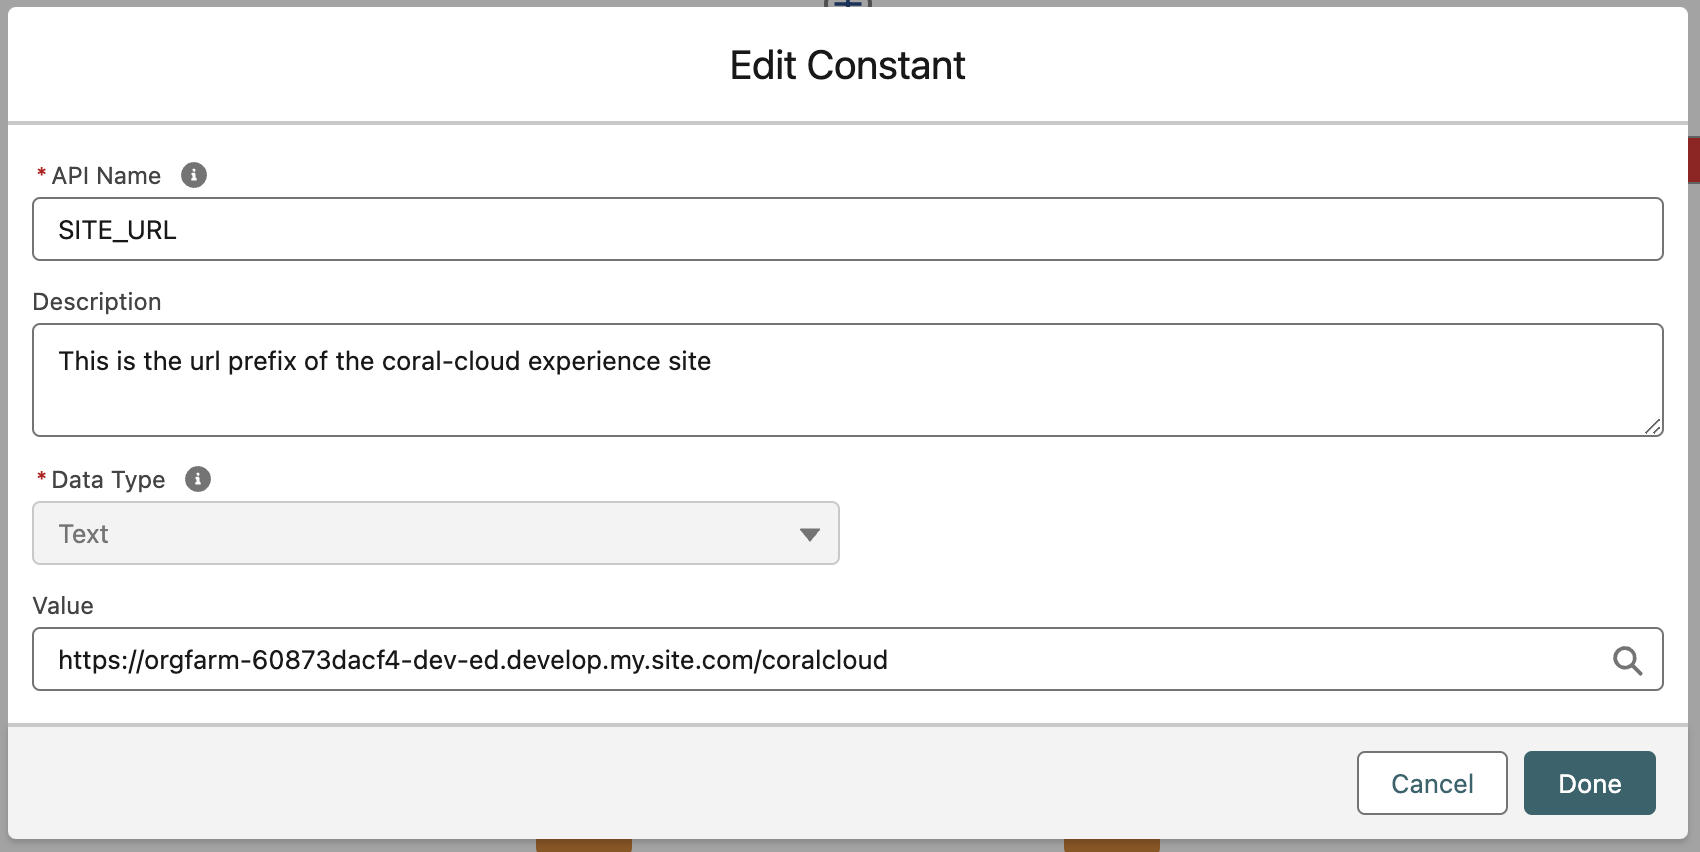 Edit Constant
* API Name
SITE_URL
Description
This is the url prefix of the coral-cloud experience site
* Data Type
Text
Value
https://orgfarm-60873dacf4-dev-ed.develop.my.site.com/coralcloud
Cancel
Done